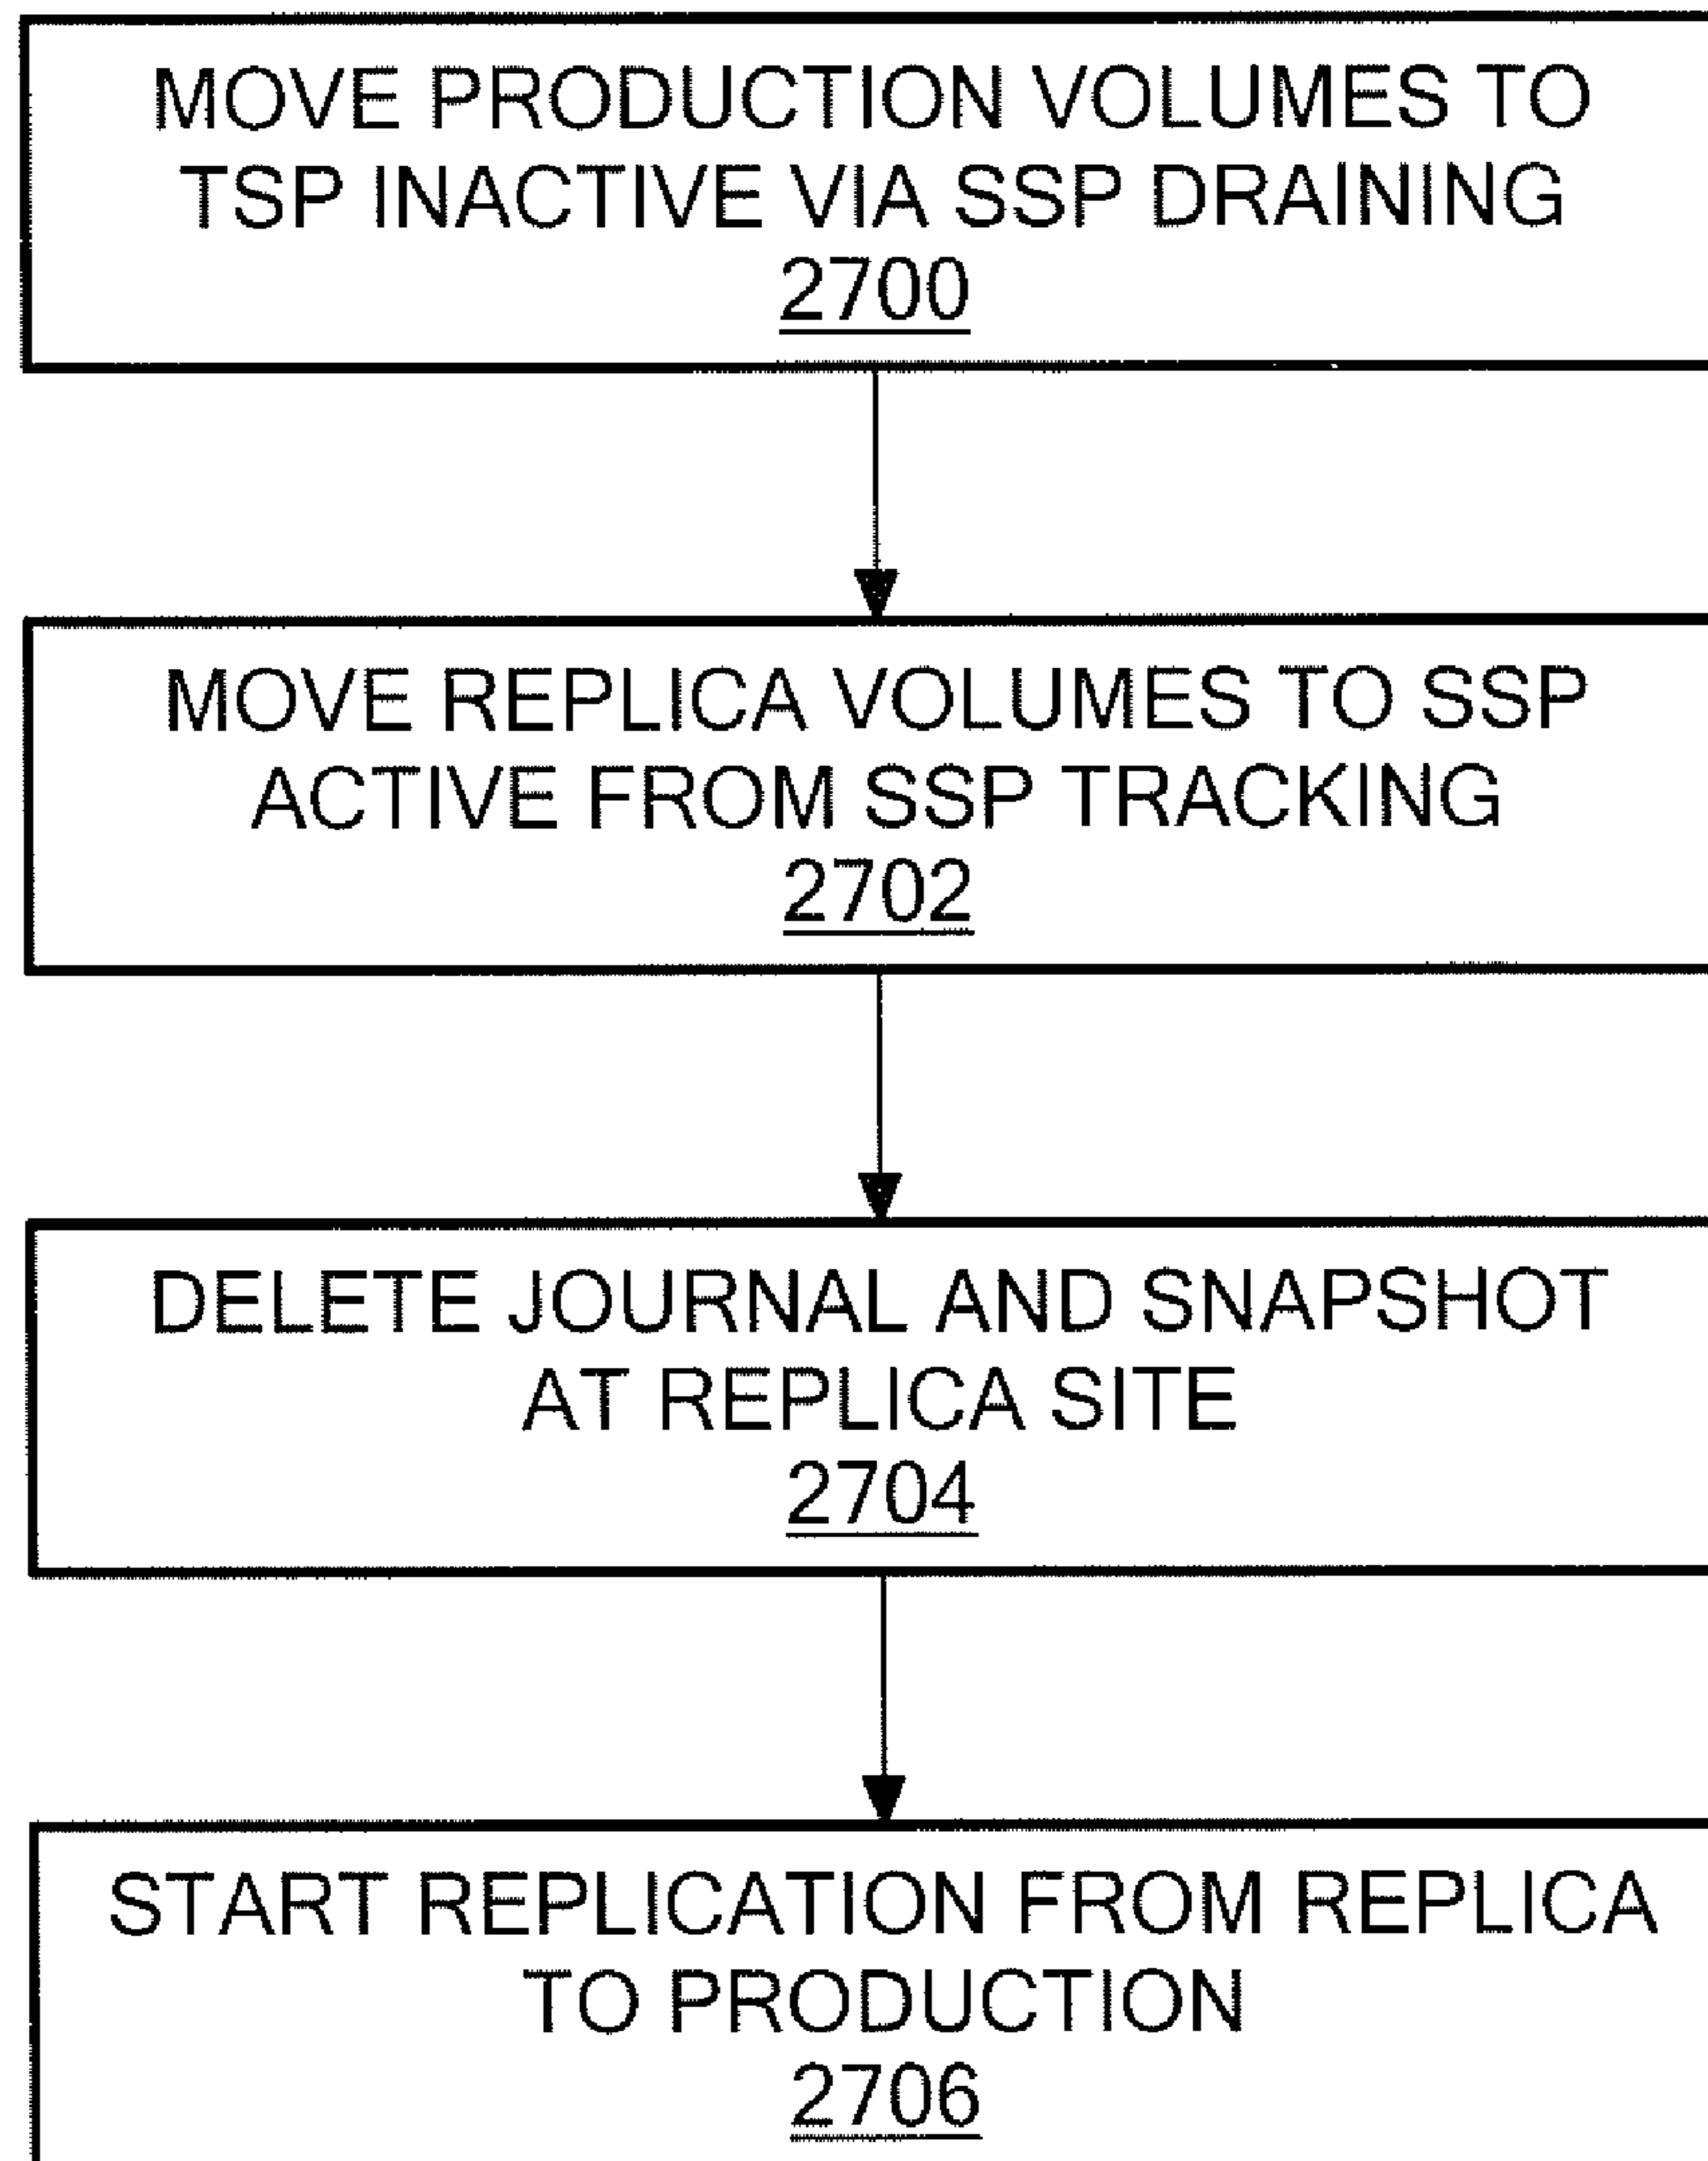 MOVE PRODUCTION VOLUMES TO
TSP INACTIVE VIA SSP DRAINING
2700
MOVE REPLICA VOLUMES TO SSP
ACTIVE FROM SSP TRACKING
2702
DELETE JOURNAL AND SNAPSHOT
AT REPLICA SITE
2704
START REPLICATION FROM REPLICA
TO PRODUCTION
2706